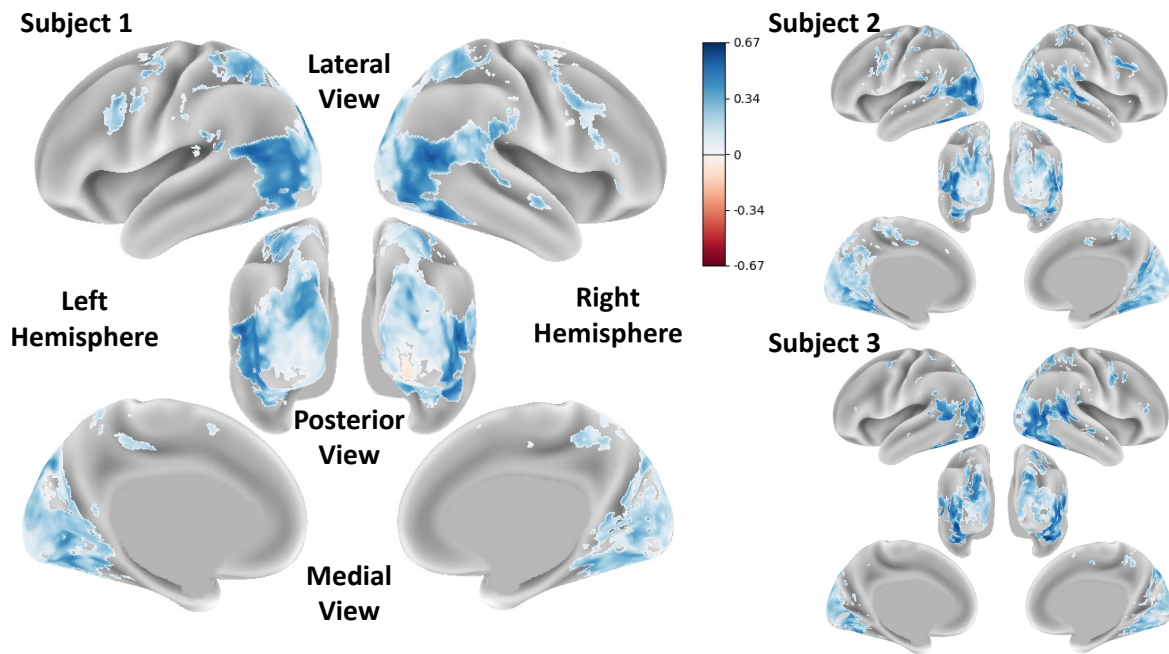 Subject 1
Lateral
View
0.67
0.34
0
-0.34
-0.67
Left
Hemisphere
Right
Hemisphere
Posterior
View
Medial
View
Subject 2
Subject 3